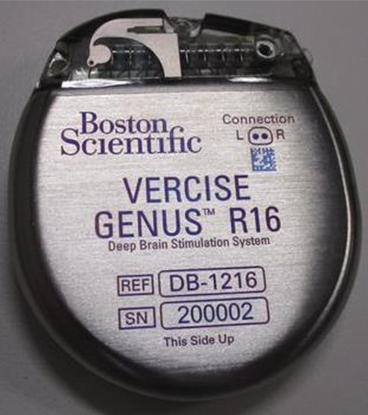 Boston
Scientific
Connection
L R
VERCISE
GENUS™ R16
Deep Brain Stimulation System
REF DB-1216
SN 200002
This Side Up